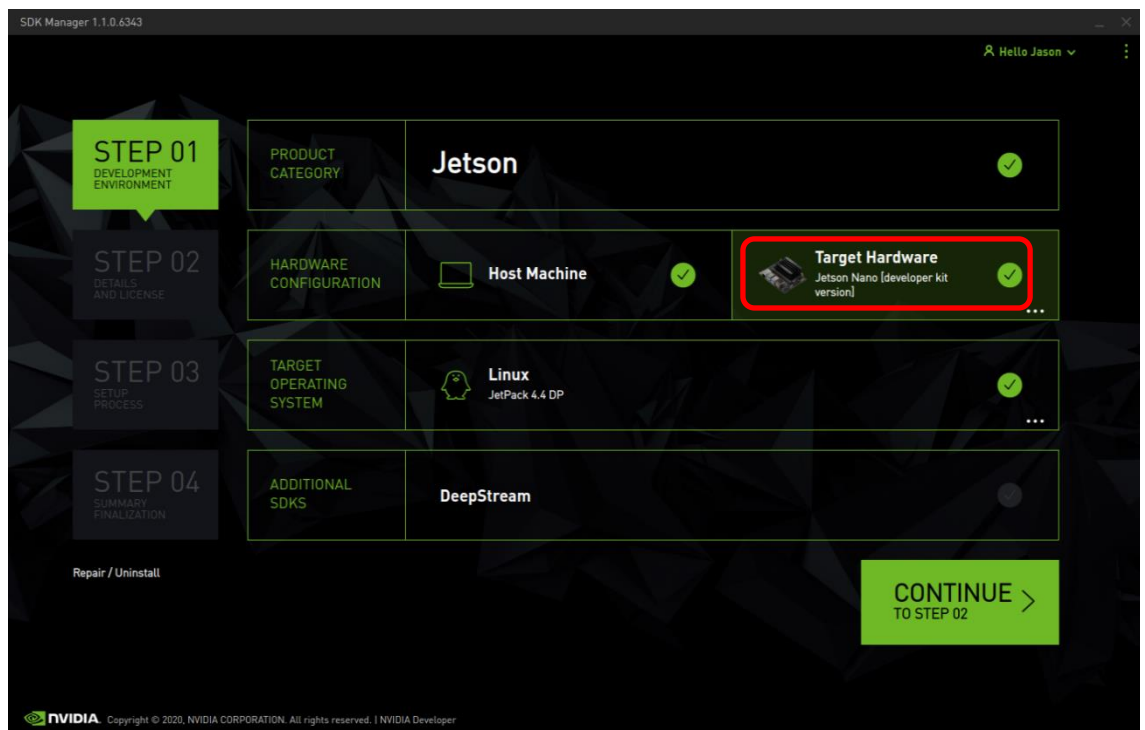 SDK Manager 1.1.0.6343
Hello Jason
STEP 01
DEVELOPMENT
ENVIRONMENT
PRODUCT
CATEGORY
Jetson
STEP 02
DETAILS
AND LICENSE
HARDWARE
CONFIGURATION
Host Machine
Target Hardware
Jetson Nano [developer kit
version]
...
STEP 03
SETUP
PROCESS
TARGET
OPERATING
SYSTEM
Linux
JetPack 4.4 DP
...
STEP 04
SUMMARY
FINALIZATION
ADDITIONAL
SDKS
DeepStream
Repair / Uninstall
CONTINUE >
TO STEP 02
NVIDIA. Copyright © 2020, NVIDIA CORPORATION. All rights reserved. | NVIDIA Developer